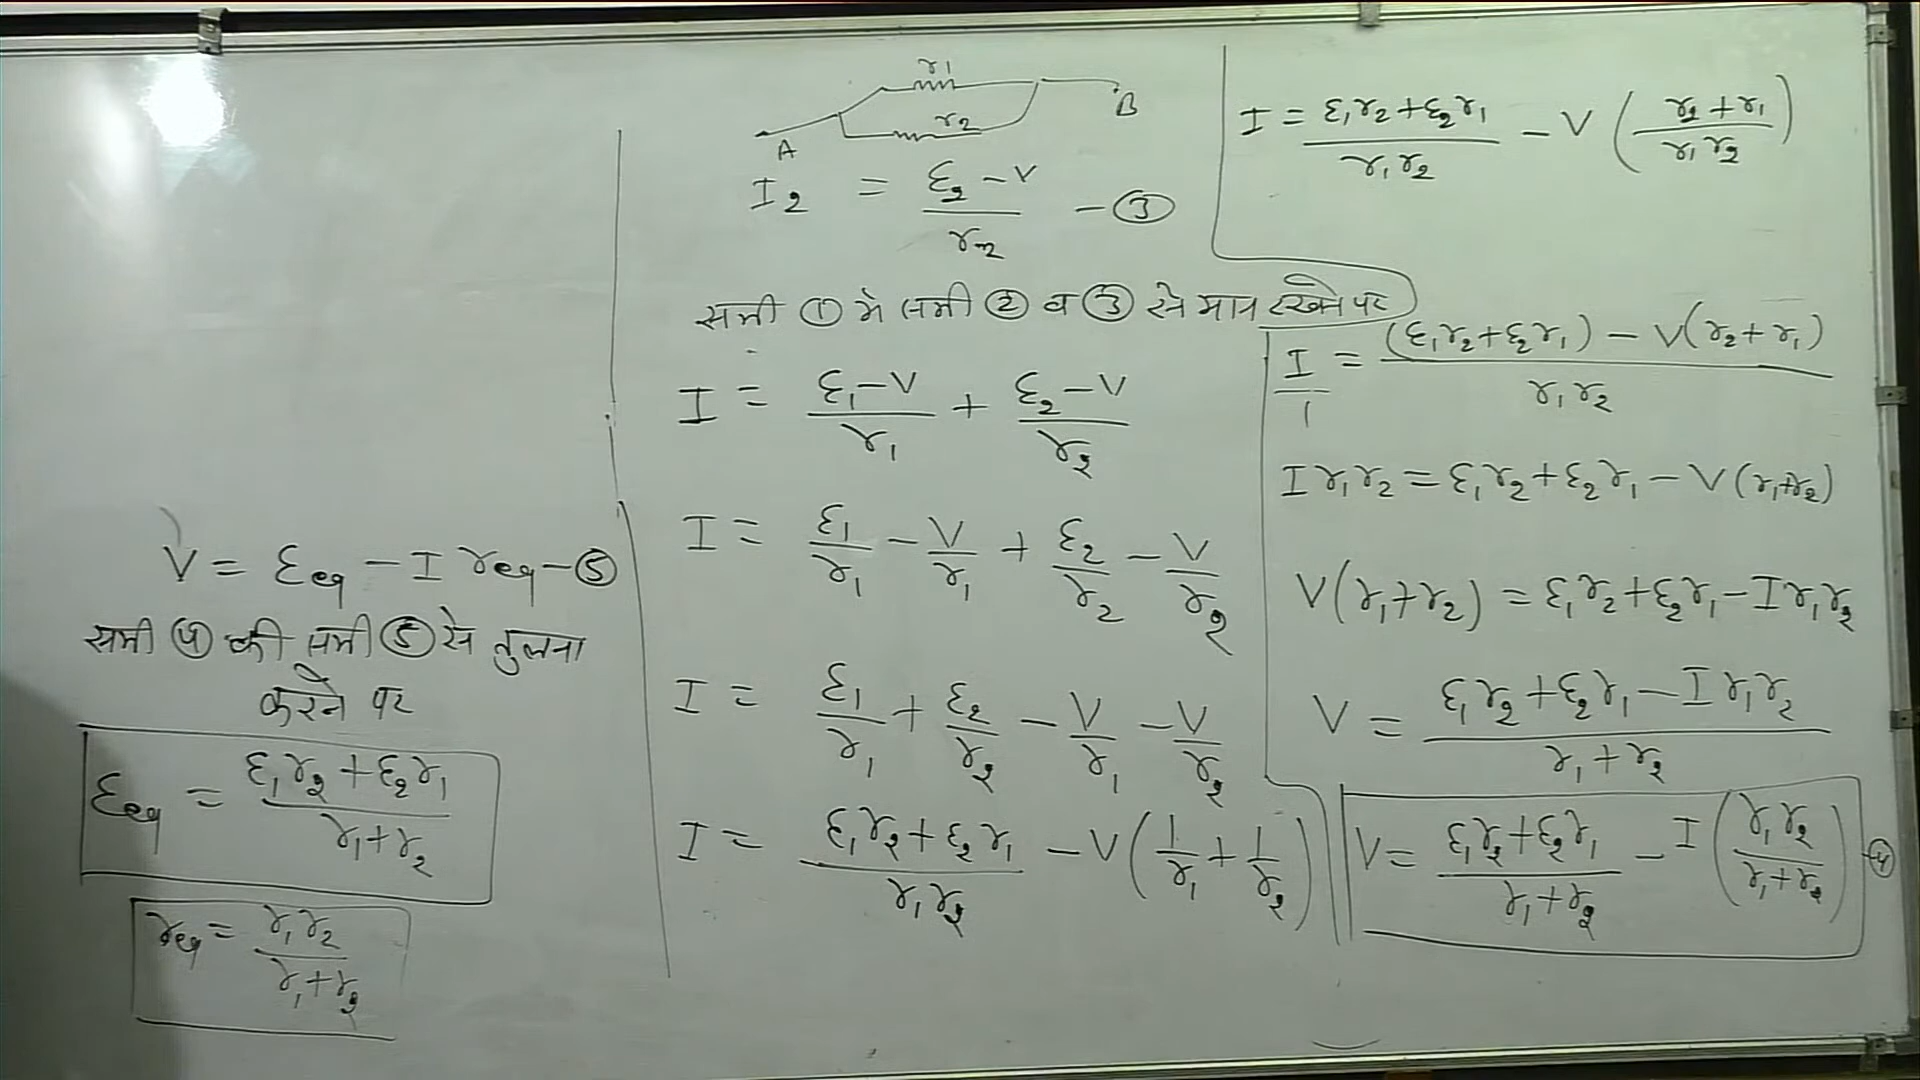 r1
r2
A
B
I2 = ε2 - V / r2 - ③
समी ① मे समी ② व ③ से मान रखने पर
I = ε1 - V / r1 + ε2 - V / r2
I = ε1/r1 - V/r1 + ε2/r2 - V/r2
I = ε1/r1 + ε2/r2 - V/r1 - V/r2
I = ε1r2 + ε2r1 / r1r2 - V(1/r1 + 1/r2)
I = ε1r2 + ε2r1 / r1r2 - V(r2 + r1 / r1r2)
I/1 = (ε1r2 + ε2r1) - V(r2 + r1) / r1r2
I r1r2 = ε1r2 + ε2r1 - V(r1+r2)
V(r1+r2) = ε1r2 + ε2r1 - I r1r2
V = ε1r2 + ε2r1 - I r1r2 / r1 + r2
V = ε1r2 + ε2r1 / r1 + r2 - I(r1r2 / r1+r2) - ④
V = εeq - I req - ⑤
समी ④ की समी ⑤ से तुलना
करने पर
εeq = ε1r2 + ε2r1 / r1 + r2
req = r1r2 / r1 + r2